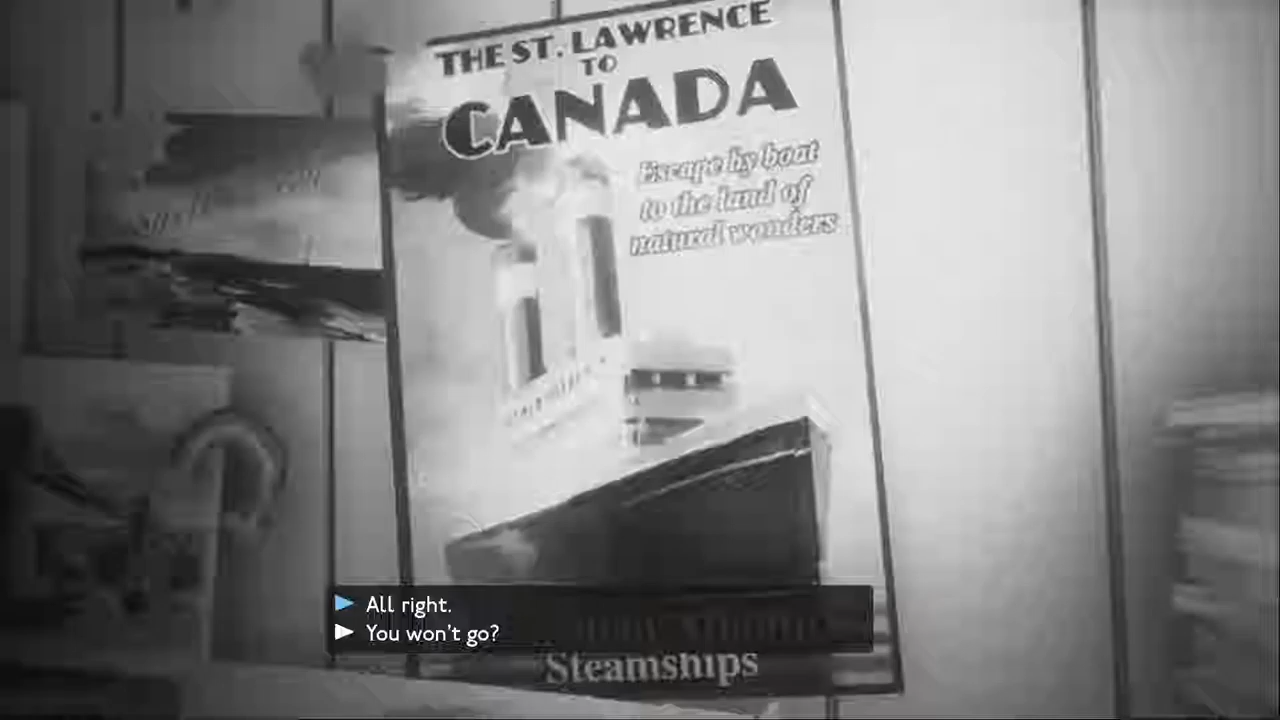 THE ST. LAWRENCE
TO
CANADA
Escape by boat
to the land of
natural wonders
All right.
You won't go?
Steamships